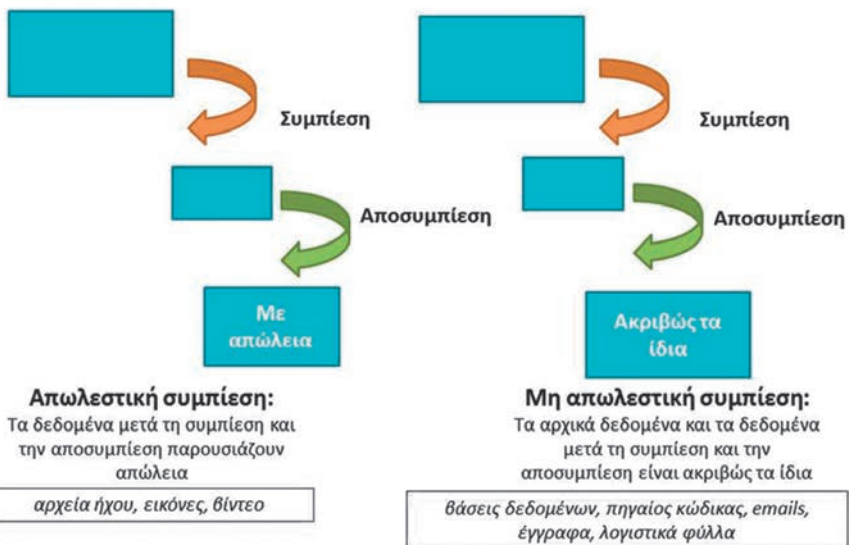 Συμπίεση
Αποσυμπίεση
Με
απώλεια
Απωλεστική συμπίεση:
Τα δεδομένα μετά τη συμπίεση και
την αποσυμπίεση παρουσιάζουν
απώλεια
αρχεία ήχου, εικόνες, βίντεο
Συμπίεση
Αποσυμπίεση
Ακριβώς τα
ίδια
Μη απωλεστική συμπίεση:
Τα αρχικά δεδομένα και τα δεδομένα
μετά τη συμπίεση και την
αποσυμπίεση είναι ακριβώς τα ίδια
βάσεις δεδομένων, πηγαίος κώδικας, emails,
έγγραφα, λογιστικά φύλλα